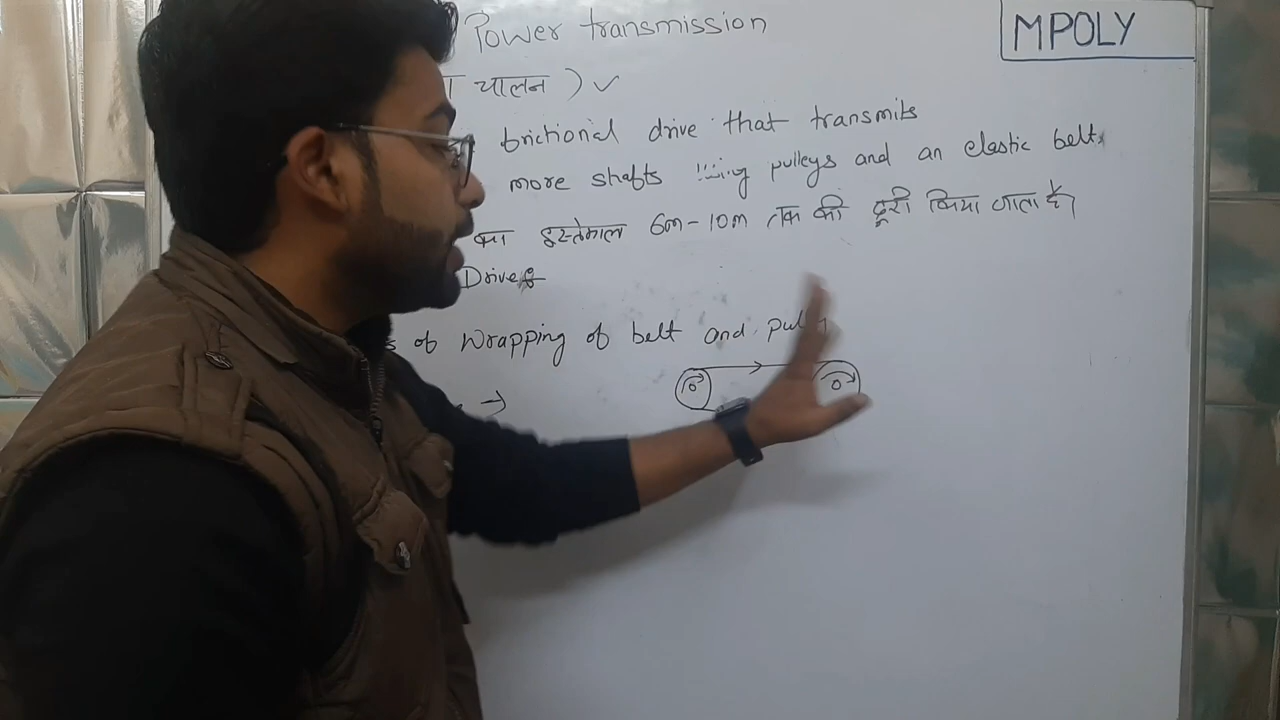 Power transmission
MPOLY
चालन ) ✓
frictional drive that transmits
more shafts using pulleys and an elastic belt
का इस्तेमाल 6m-10m तक की दूरी किया जाता है।
Drive
of wrapping of belt and